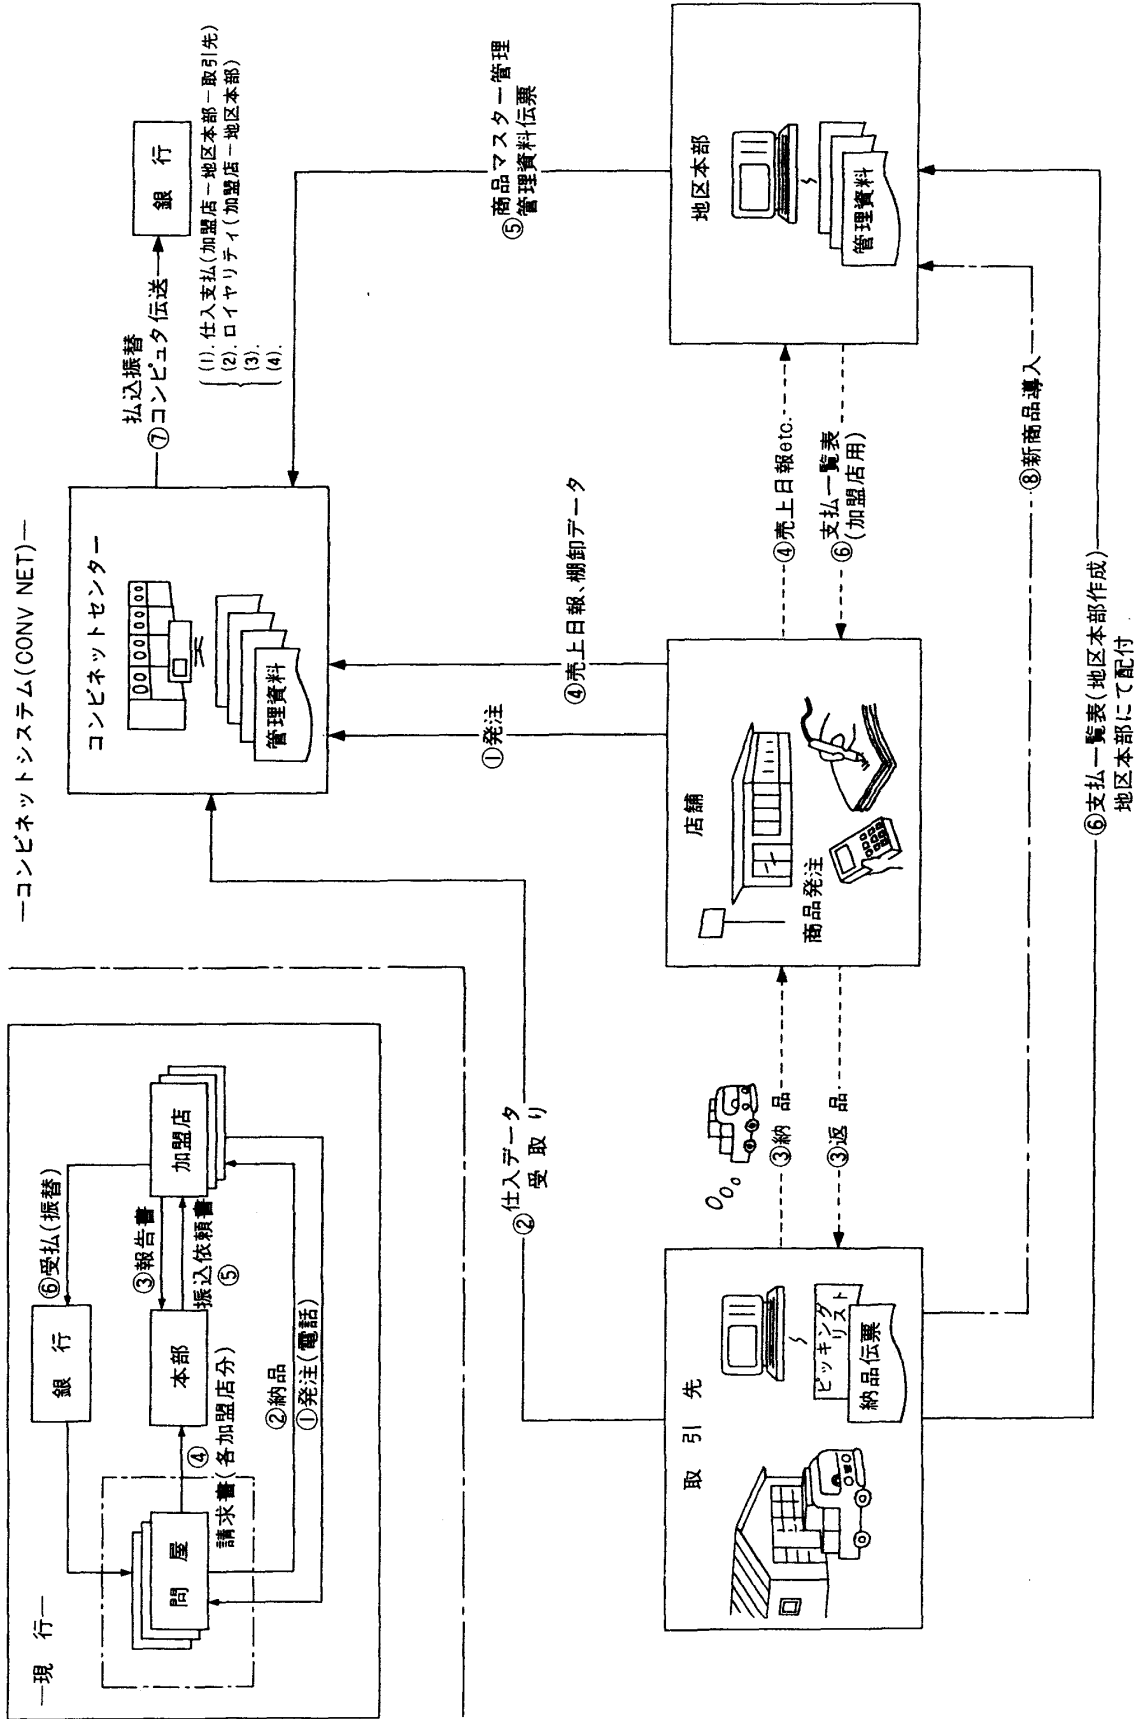 —現　行—
銀　行
⑥受払(振替)
問　屋
④
請求書(各加盟店分)
本部
③報告書
振込依頼書
⑤
加盟店
②納品
①発注(電話)
—コンビネットシステム(CONV NET)—
コンビネットセンター
管理資料
払込振替
⑦コンピュタ伝送
銀　行
(1). 仕入支払(加盟店－地区本部－取引先)
(2). ロイヤリティ(加盟店－地区本部)
(3).
(4).
②仕入データ
受取り
①発注
④売上日報、棚卸データ
⑤商品マスター管理
管理資料伝票
取　引　先
ピッキング
リスト
納品伝票
③納　品
③返　品
店舗
商品発注
④売上日報etc.
⑥支払一覧表
(加盟店用)
地区本部
管理資料
⑧新商品導入
⑥支払一覧表(地区本部作成)
地区本部にて配付